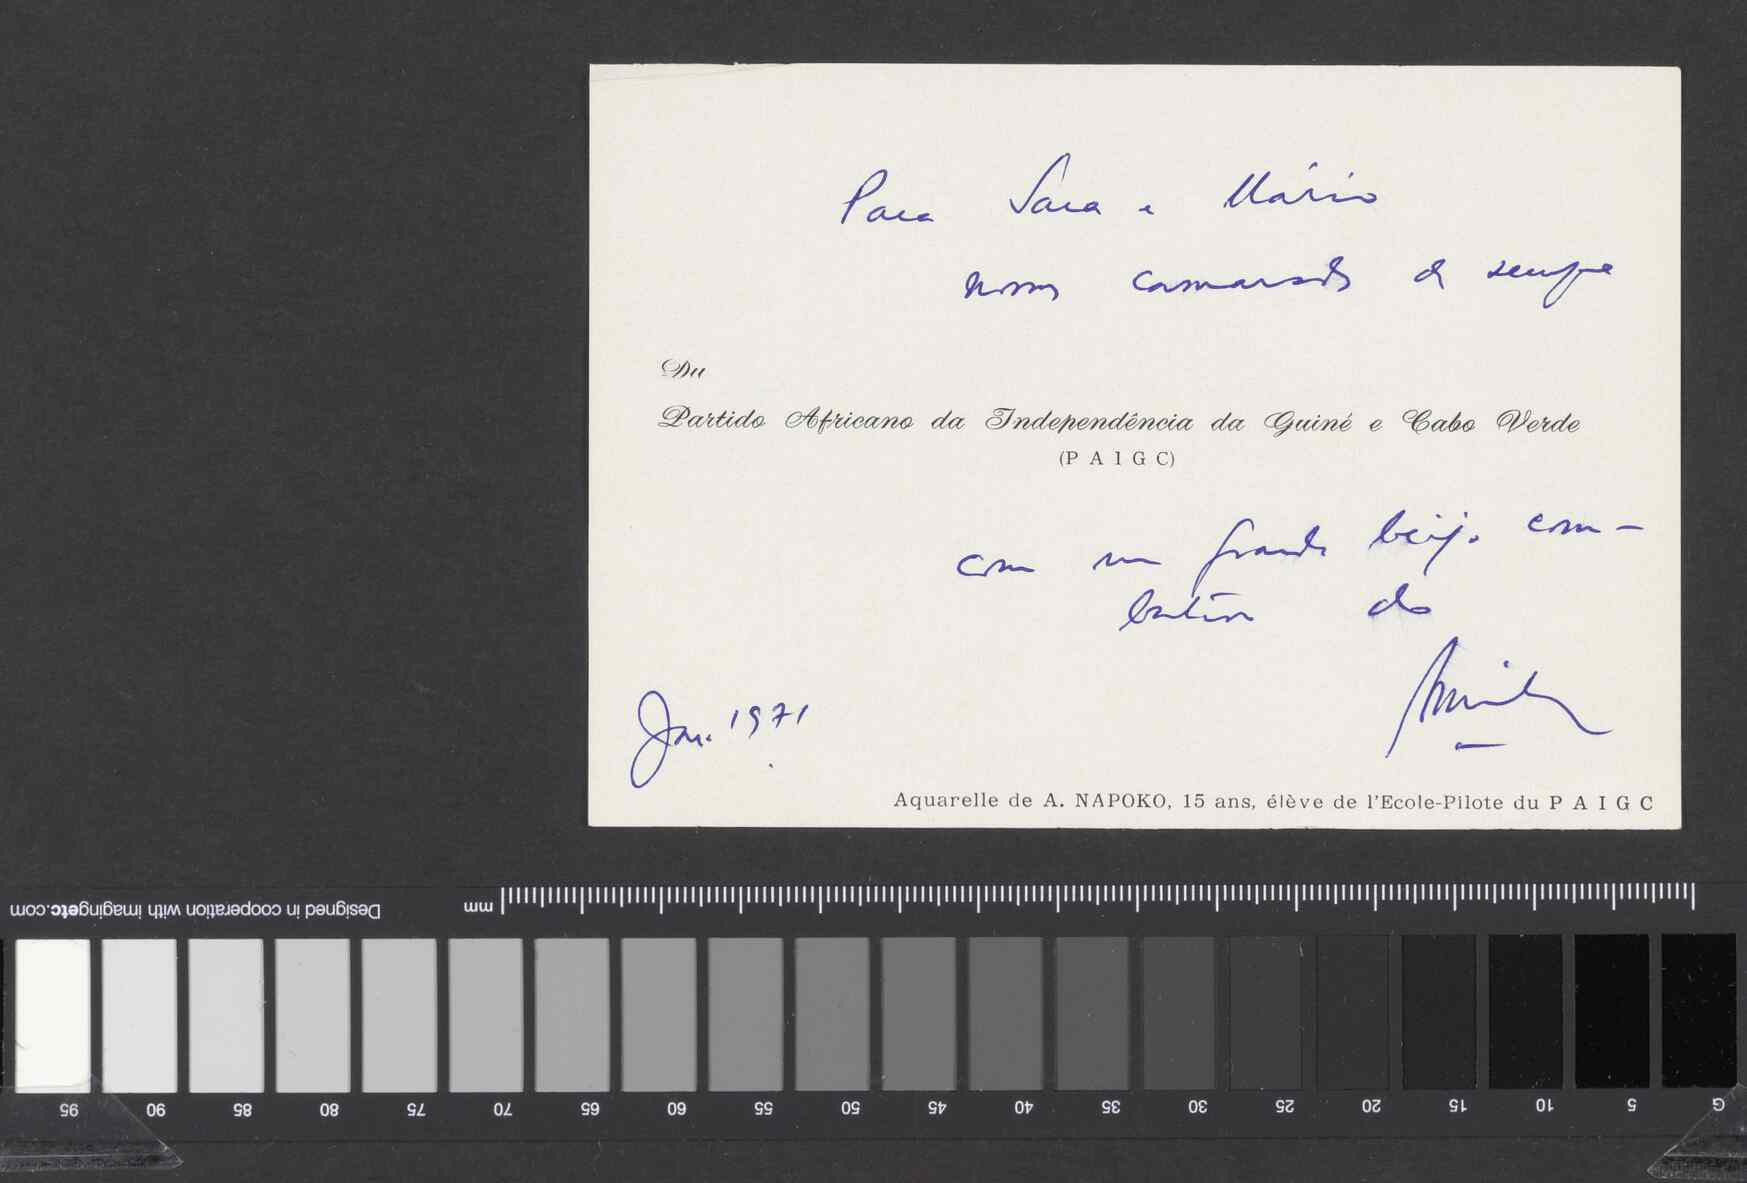 Para Sara e Mário
nossos camaradas de sempre
Du
Partido Africano da Independência da Guiné e Cabo Verde
(P A I G C)
com um grande beijo com-
bativo do
Amílcar
Jan. 1971
Aquarelle de A. NAPOKO, 15 ans, élève de l'Ecole-Pilote du P A I G C
mm
Designed in cooperation with imagingetc.com
95 90 85 80 75 70 65 60 55 50 45 40 35 30 25 20 15 10 5 G